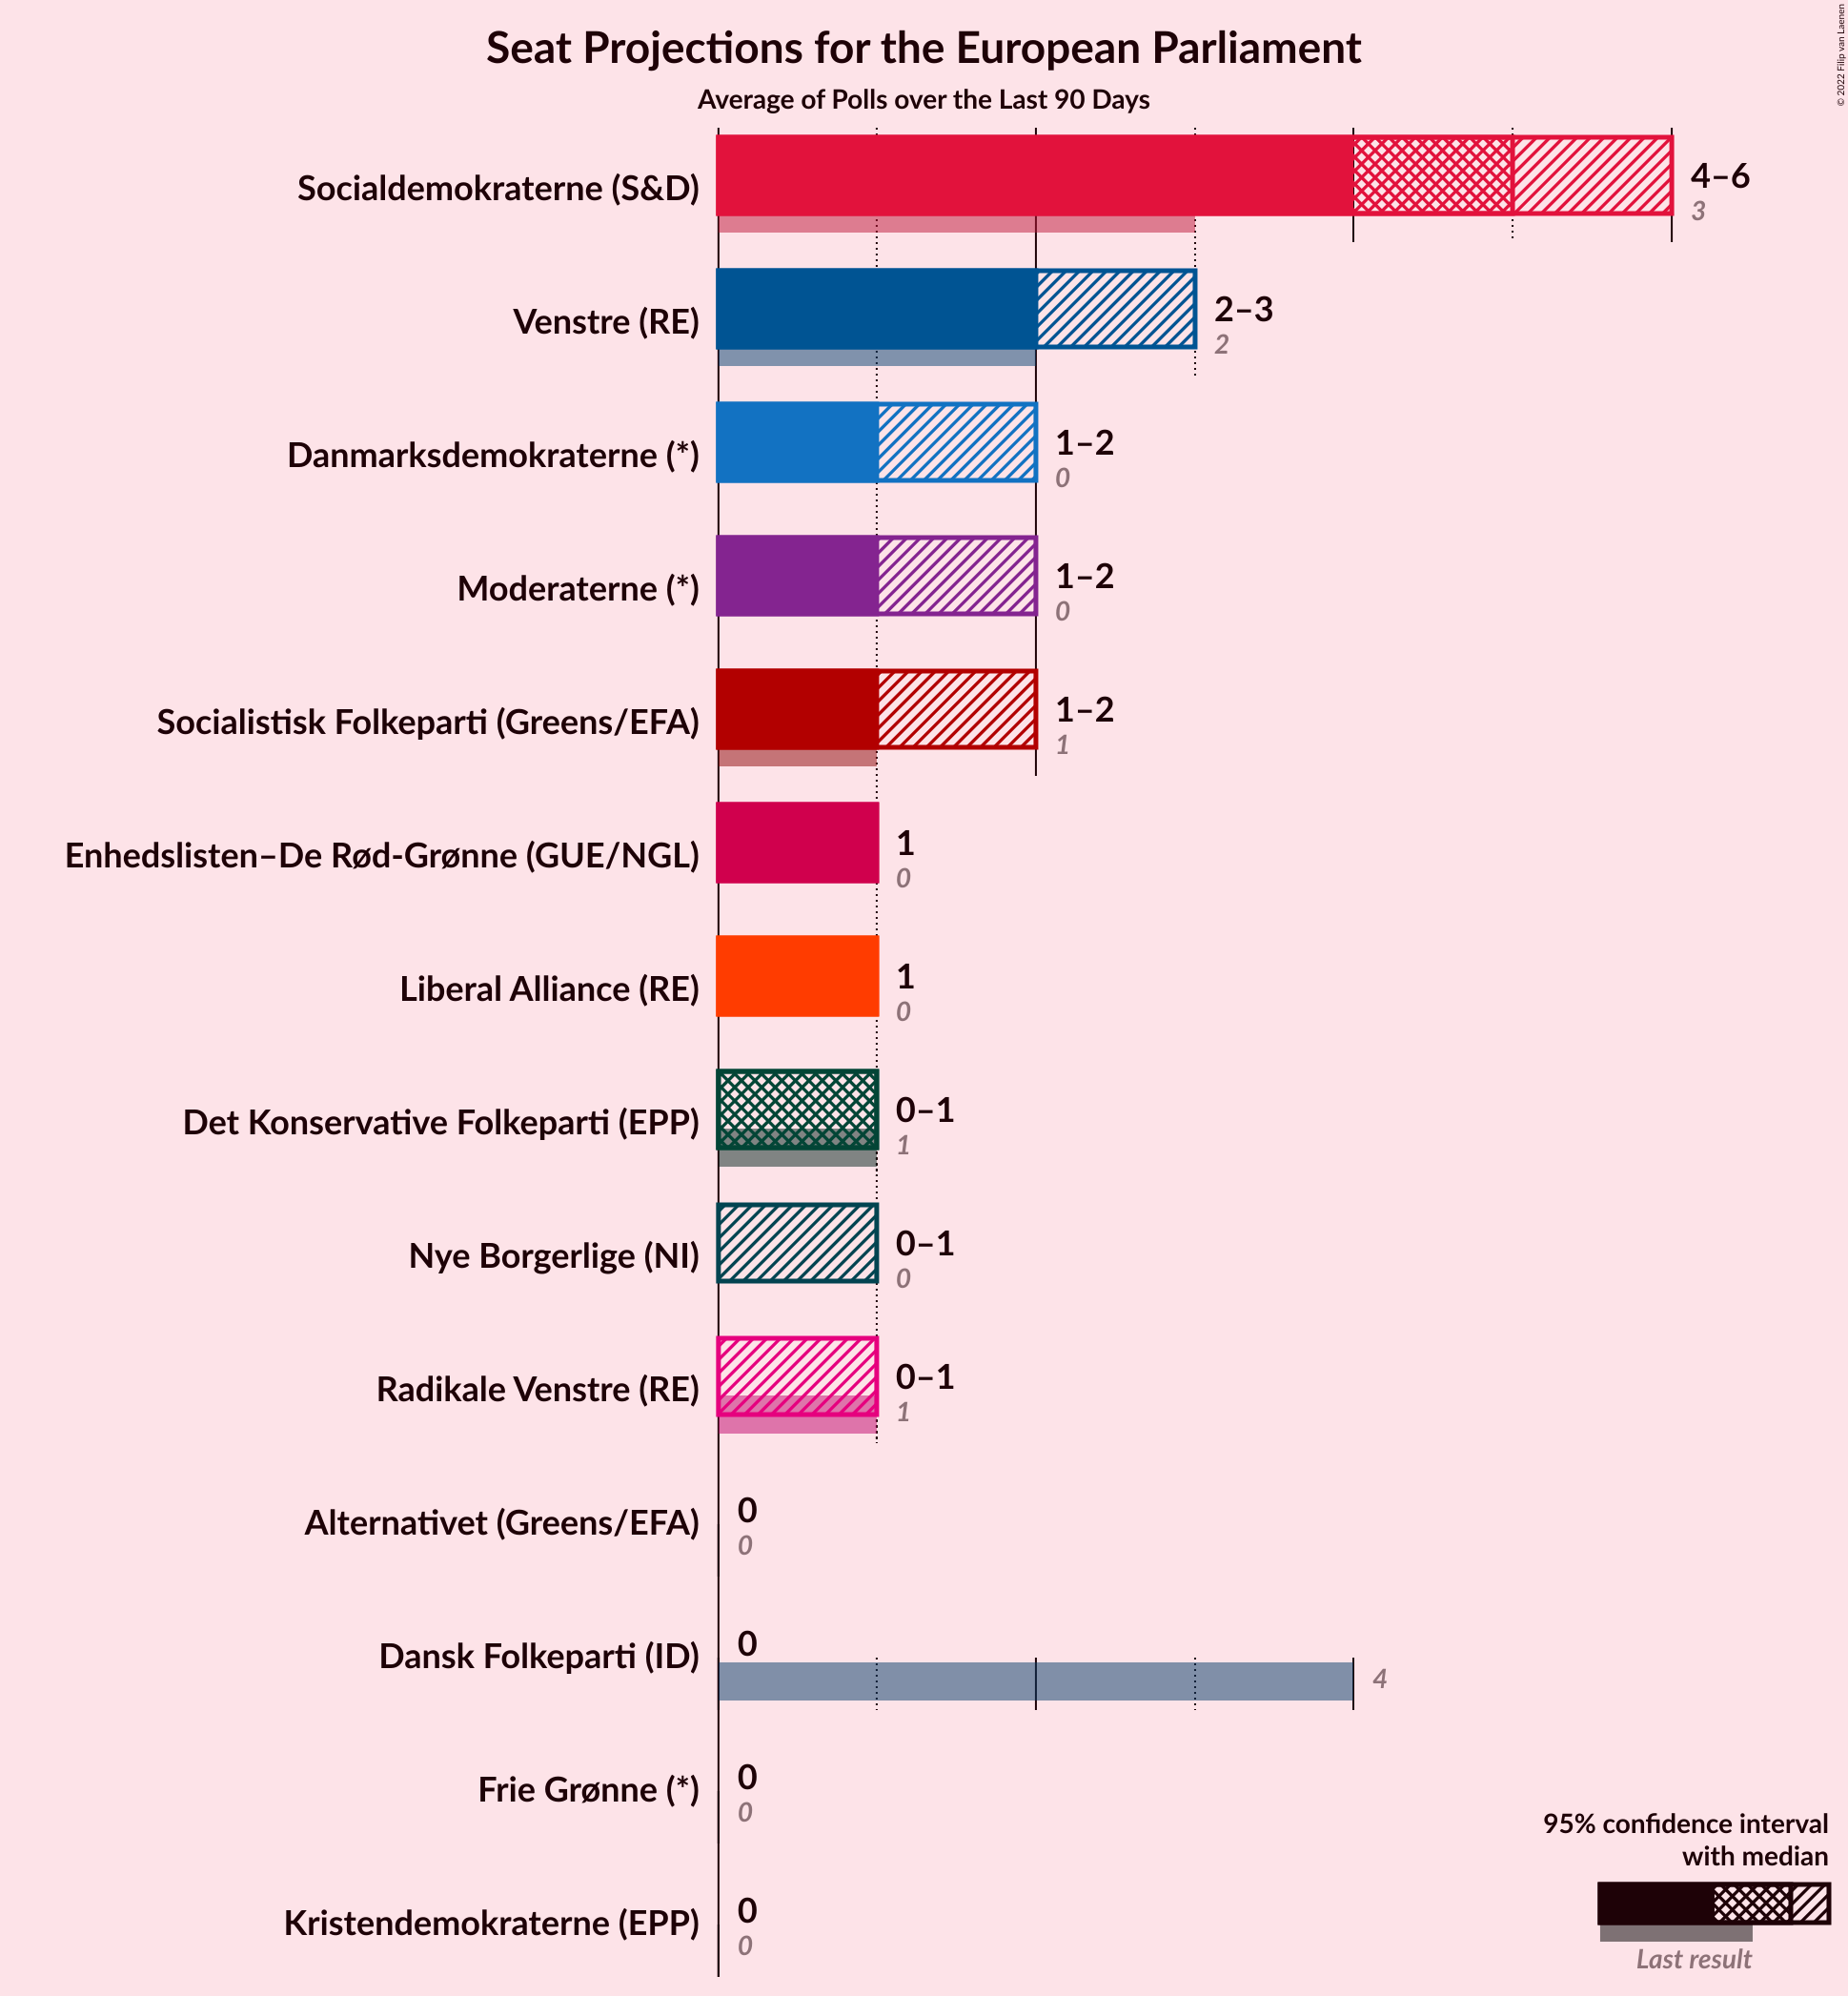 Seat Projections for the European Parliament
Average of Polls over the Last 90 Days
© 2022 Filip van Laenen
Socialdemokraterne (S&D)
4–6
3
Venstre (RE)
2–3
2
Danmarksdemokraterne (*)
1–2
0
Moderaterne (*)
1–2
0
Socialistisk Folkeparti (Greens/EFA)
1–2
1
Enhedslisten–De Rød-Grønne (GUE/NGL)
1
0
Liberal Alliance (RE)
1
0
Det Konservative Folkeparti (EPP)
0–1
1
Nye Borgerlige (NI)
0–1
0
Radikale Venstre (RE)
0–1
1
Alternativet (Greens/EFA)
0
0
Dansk Folkeparti (ID)
0
4
Frie Grønne (*)
0
0
Kristendemokraterne (EPP)
0
0
95% confidence interval
with median
Last result